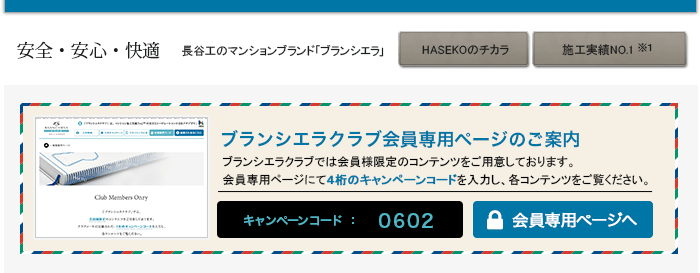 安全・安心・快適
長谷工のマンションブランド「ブランシエラ」
HASEKOのチカラ
施工実績NO.1 ※1
ブランシエラクラブ会員専用ページのご案内
ブランシエラクラブでは会員様限定のコンテンツをご用意しております。
会員専用ページにて4桁のキャンペーンコードを入力し、各コンテンツをご覧ください。
Club Members Onry
キャンペーンコード ： 0602
会員専用ページへ